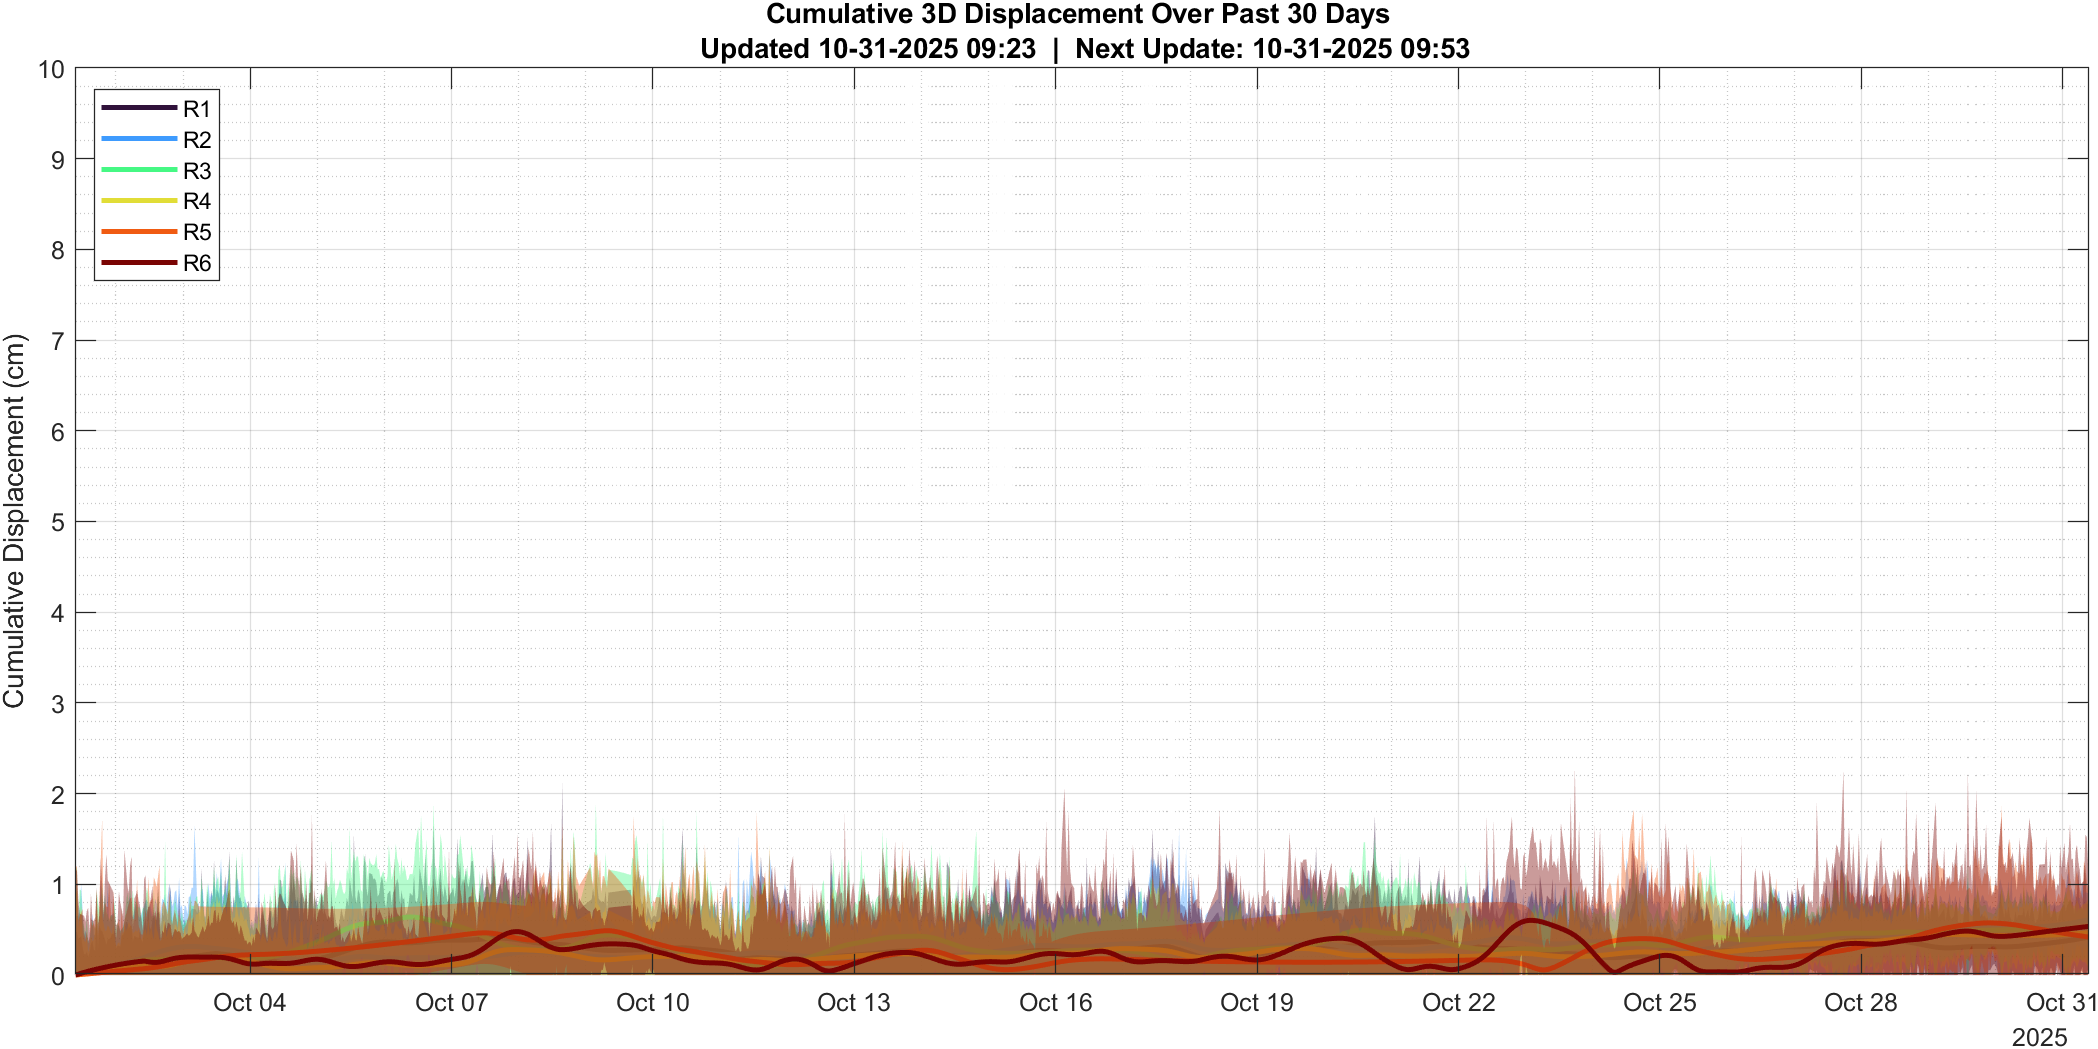 Cumulative 3D Displacement Over Past 30 Days
Updated 10-31-2025 09:23 | Next Update: 10-31-2025 09:53
Cumulative Displacement (cm)
10
9
8
7
6
5
4
3
2
1
0
R1
R2
R3
R4
R5
R6
Oct 04 Oct 07 Oct 10 Oct 13 Oct 16 Oct 19 Oct 22 Oct 25 Oct 28 Oct 31
2025